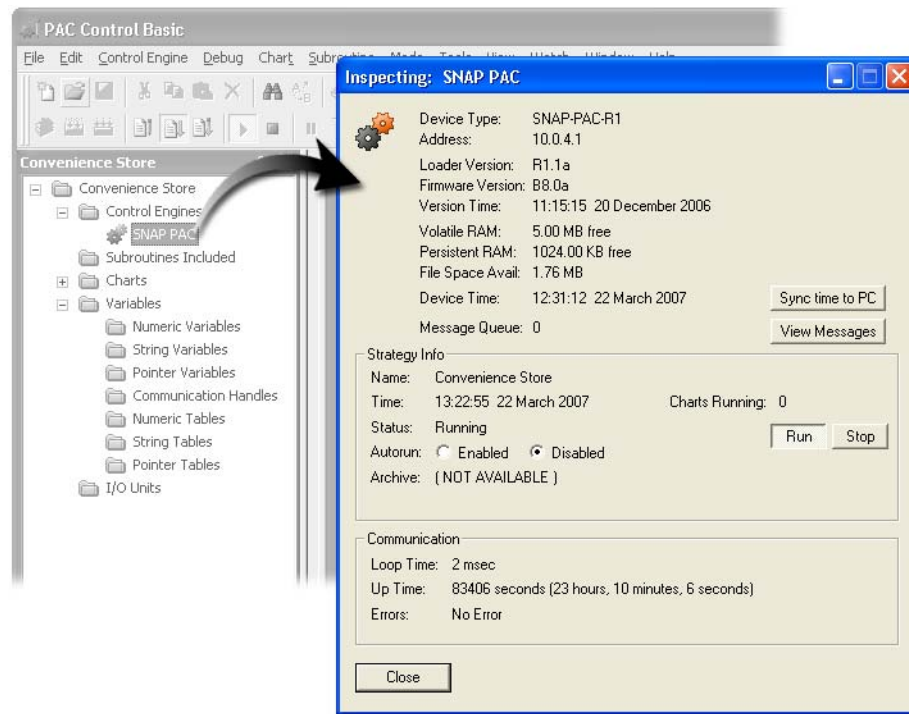 PAC Control Basic
File Edit Control Engine Debug Chart
Convenience Store
Convenience Store
Control Engines
SNAP PAC
Subroutines Included
Charts
Variables
Numeric Variables
String Variables
Pointer Variables
Communication Handles
Numeric Tables
String Tables
Pointer Tables
I/O Units
Inspecting: SNAP PAC
Device Type: SNAP-PAC-R1
Address: 10.0.4.1
Loader Version: R1.1a
Firmware Version: B8.0a
Version Time: 11:15:15 20 December 2006
Volatile RAM: 5.00 MB free
Persistent RAM: 1024.00 KB free
File Space Avail: 1.76 MB
Device Time: 12:31:12 22 March 2007 Sync time to PC
Message Queue: 0 View Messages
Strategy Info
Name: Convenience Store
Time: 13:22:55 22 March 2007 Charts Running: 0
Status: Running Run Stop
Autorun: Enabled Disabled
Archive: ( NOT AVAILABLE )
Communication
Loop Time: 2 msec
Up Time: 83406 seconds (23 hours, 10 minutes, 6 seconds)
Errors: No Error
Close